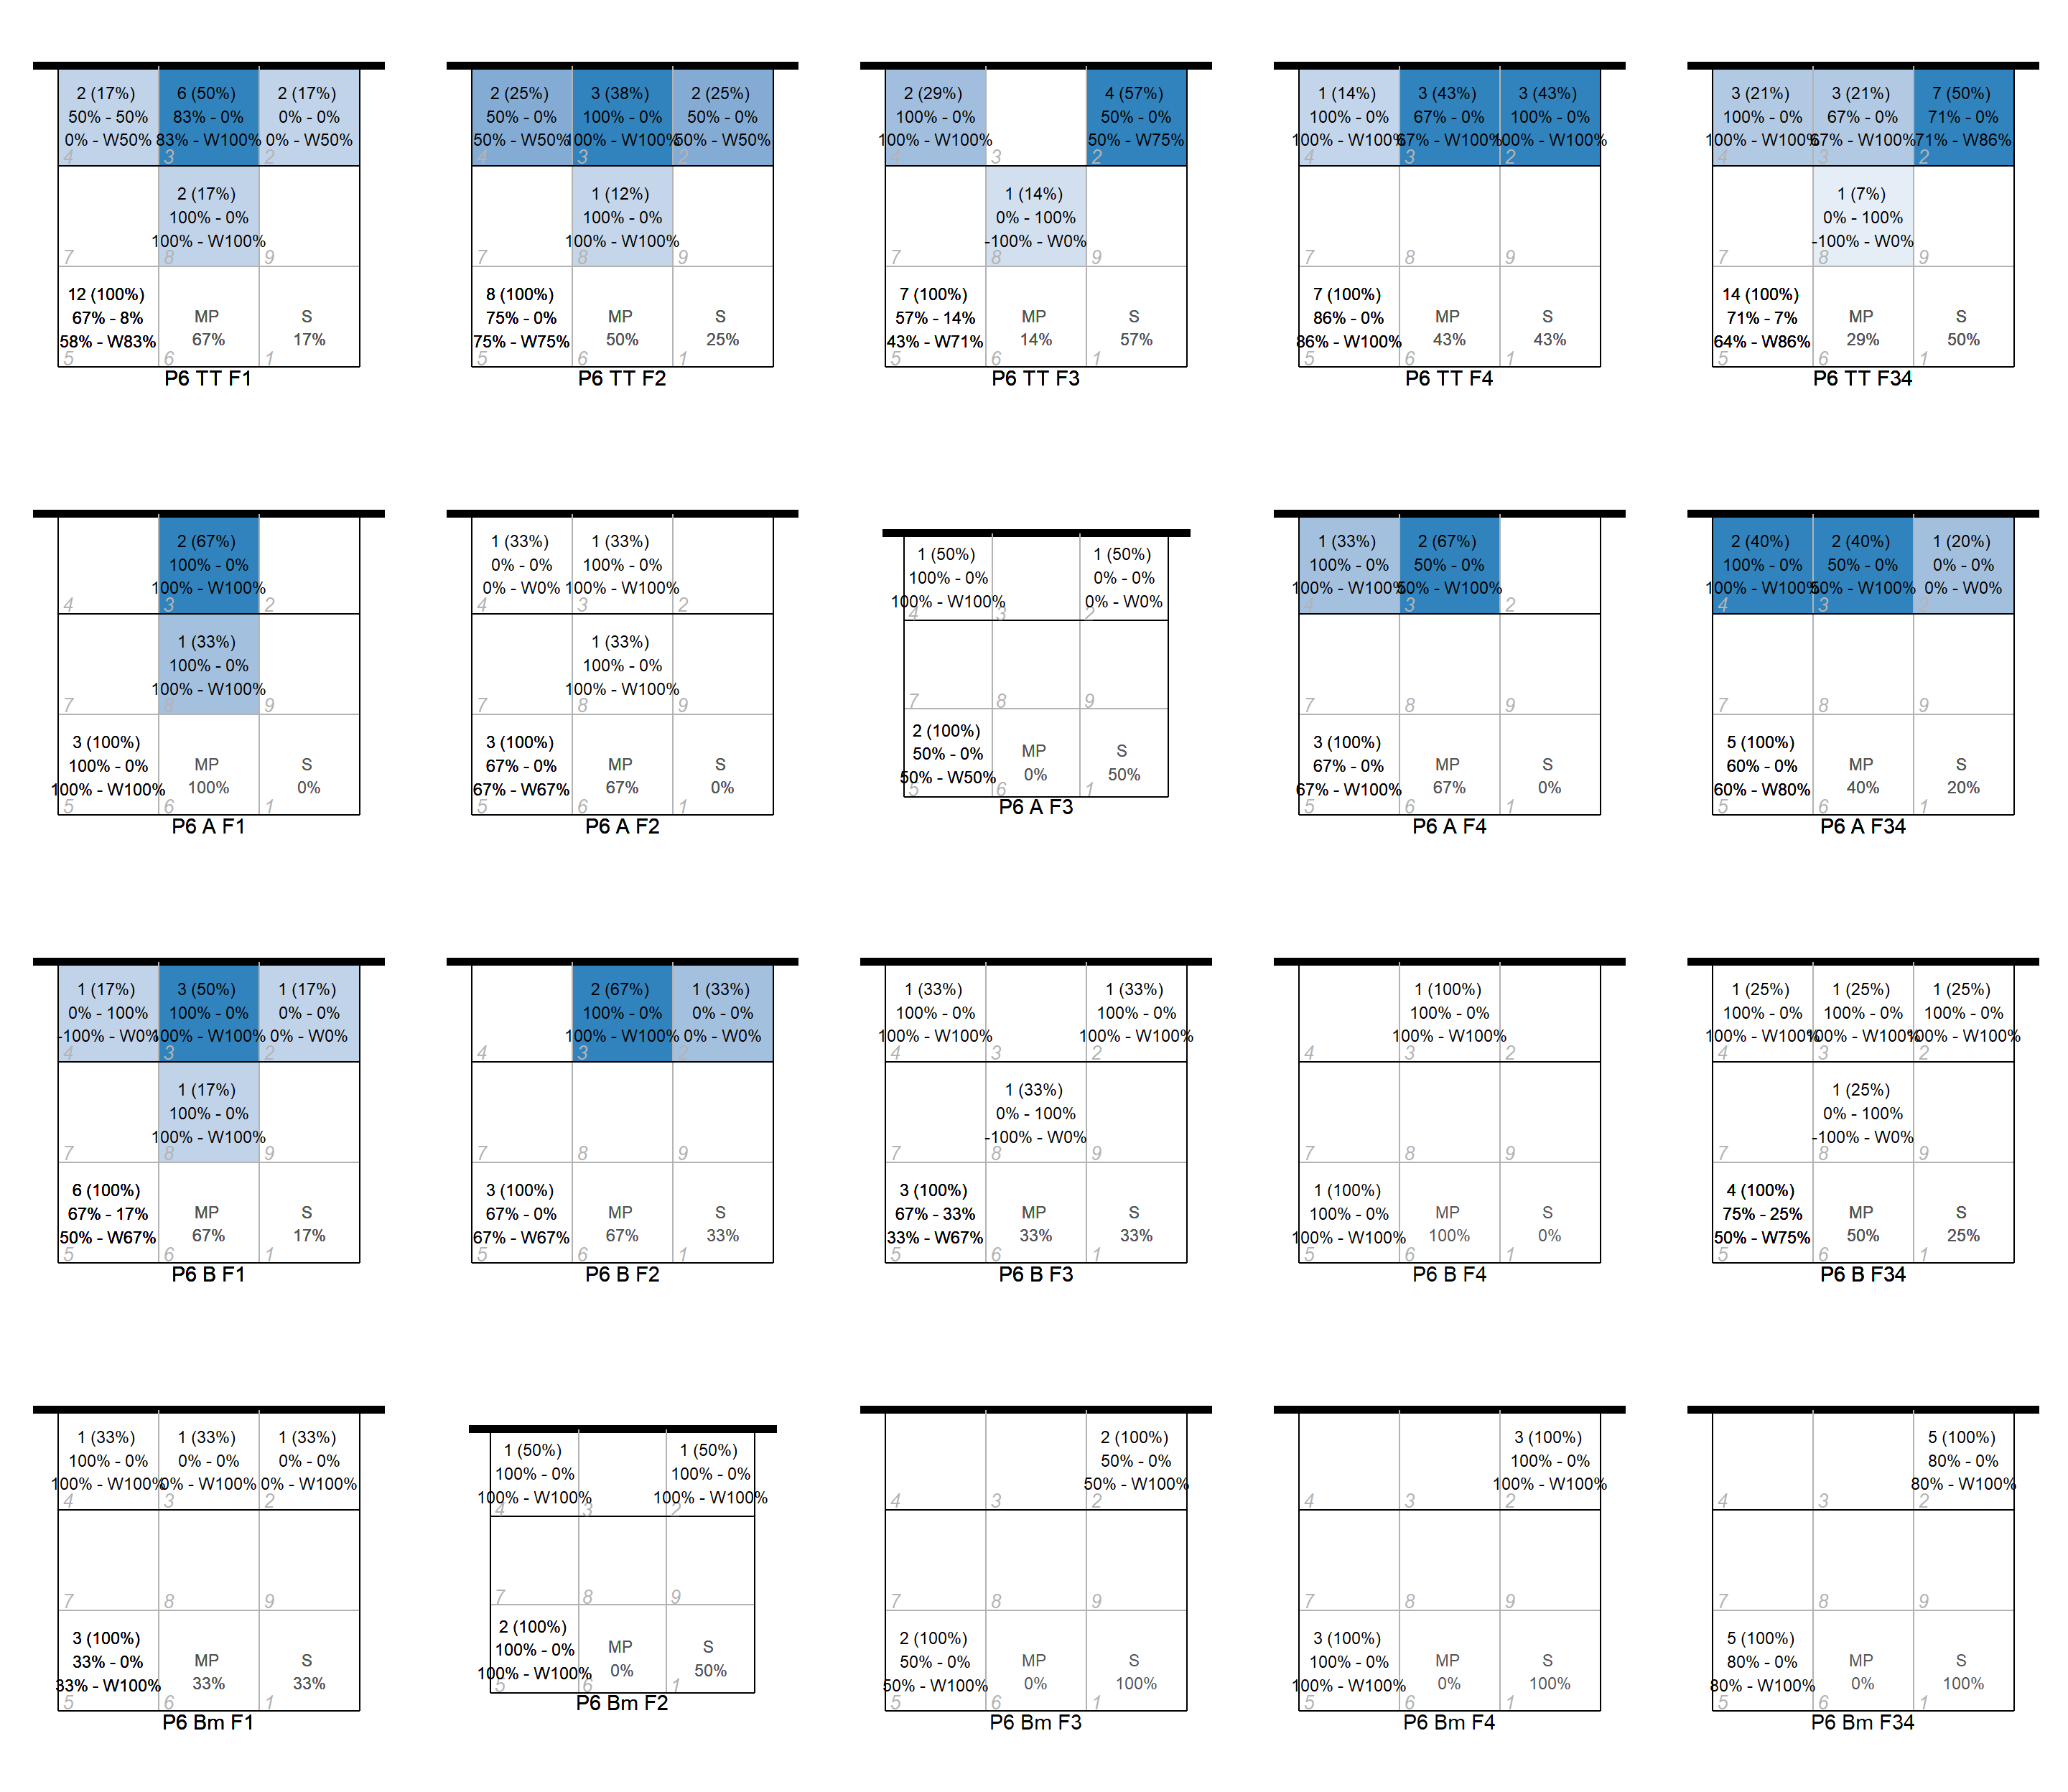 2 (17%) 6 (50%) 2 (17%)
50% - 50% 83% - 0% 0% - 0%
0% - W50% 83% - W100% 0% - W50%
4 3 2
2 (17%)
100% - 0%
100% - W100%
7 8 9
12 (100%)
67% - 8% MP S
58% - W83% 67% 17%
5 6 1
P6 TT F1
2 (25%) 3 (38%) 2 (25%)
50% - 0% 100% - 0% 50% - 0%
50% - W50% 100% - W100% 50% - W50%
4 3 2
1 (12%)
100% - 0%
100% - W100%
7 8 9
8 (100%)
75% - 0% MP S
75% - W75% 50% 25%
5 6 1
P6 TT F2
2 (29%) 4 (57%)
100% - 0% 50% - 0%
100% - W100% 50% - W75%
4 3 2
1 (14%)
0% - 100%
-100% - W0%
7 8 9
7 (100%)
57% - 14% MP S
43% - W71% 14% 57%
5 6 1
P6 TT F3
1 (14%) 3 (43%) 3 (43%)
100% - 0% 67% - 0% 100% - 0%
100% - W100% 67% - W100% 100% - W100%
4 3 2
7 8 9
7 (100%)
86% - 0% MP S
86% - W100% 43% 43%
5 6 1
P6 TT F4
3 (21%) 3 (21%) 7 (50%)
100% - 0% 67% - 0% 71% - 0%
100% - W100% 67% - W100% 71% - W86%
4 3 2
1 (7%)
0% - 100%
-100% - W0%
7 8 9
14 (100%)
71% - 7% MP S
64% - W86% 29% 50%
5 6 1
P6 TT F34
2 (67%)
100% - 0%
100% - W100%
4 3 2
1 (33%)
100% - 0%
100% - W100%
7 8 9
3 (100%)
100% - 0% MP S
100% - W100% 100% 0%
5 6 1
P6 A F1
1 (33%) 1 (33%)
0% - 0% 100% - 0%
0% - W0% 100% - W100%
4 3 2
1 (33%)
100% - 0%
100% - W100%
7 8 9
3 (100%)
67% - 0% MP S
67% - W67% 67% 0%
5 6 1
P6 A F2
1 (50%) 1 (50%)
100% - 0% 0% - 0%
100% - W100% 0% - W0%
4 3 2
7 8 9
2 (100%)
50% - 0% MP S
50% - W50% 0% 50%
5 6 1
P6 A F3
1 (33%) 2 (67%)
100% - 0% 50% - 0%
100% - W100% 50% - W100%
4 3 2
7 8 9
3 (100%)
67% - 0% MP S
67% - W100% 67% 0%
5 6 1
P6 A F4
2 (40%) 2 (40%) 1 (20%)
100% - 0% 50% - 0% 0% - 0%
100% - W100% 50% - W100% 0% - W0%
4 3 2
7 8 9
5 (100%)
60% - 0% MP S
60% - W80% 40% 20%
5 6 1
P6 A F34
1 (17%) 3 (50%) 1 (17%)
0% - 100% 100% - 0% 0% - 0%
-100% - W0% 100% - W100% 0% - W0%
4 3 2
1 (17%)
100% - 0%
100% - W100%
7 8 9
6 (100%)
67% - 17% MP S
50% - W67% 67% 17%
5 6 1
P6 B F1
2 (67%) 1 (33%)
100% - 0% 0% - 0%
100% - W100% 0% - W0%
4 3 2
7 8 9
3 (100%)
67% - 0% MP S
67% - W67% 67% 33%
5 6 1
P6 B F2
1 (33%) 1 (33%)
100% - 0% 100% - 0%
100% - W100% 100% - W100%
4 3 2
1 (33%)
0% - 100%
-100% - W0%
7 8 9
3 (100%)
67% - 33% MP S
33% - W67% 33% 33%
5 6 1
P6 B F3
1 (100%)
100% - 0%
100% - W100%
4 3 2
7 8 9
1 (100%)
100% - 0% MP S
100% - W100% 100% 0%
5 6 1
P6 B F4
1 (25%) 1 (25%) 1 (25%)
100% - 0% 100% - 0% 100% - 0%
100% - W100% 100% - W100% 100% - W100%
4 3 2
1 (25%)
0% - 100%
-100% - W0%
7 8 9
4 (100%)
75% - 25% MP S
50% - W75% 50% 25%
5 6 1
P6 B F34
1 (33%) 1 (33%) 1 (33%)
100% - 0% 0% - 0% 0% - 0%
100% - W100% 0% - W100% 0% - W100%
4 3 2
7 8 9
3 (100%)
33% - 0% MP S
33% - W100% 33% 33%
5 6 1
P6 Bm F1
1 (50%) 1 (50%)
100% - 0% 100% - 0%
100% - W100% 100% - W100%
4 3 2
7 8 9
2 (100%)
100% - 0% MP S
100% - W100% 0% 50%
5 6 1
P6 Bm F2
2 (100%)
50% - 0%
50% - W100%
4 3 2
7 8 9
2 (100%)
50% - 0% MP S
50% - W100% 0% 100%
5 6 1
P6 Bm F3
3 (100%)
100% - 0%
100% - W100%
4 3 2
7 8 9
3 (100%)
100% - 0% MP S
100% - W100% 0% 100%
5 6 1
P6 Bm F4
5 (100%)
80% - 0%
80% - W100%
4 3 2
7 8 9
5 (100%)
80% - 0% MP S
80% - W100% 0% 100%
5 6 1
P6 Bm F34